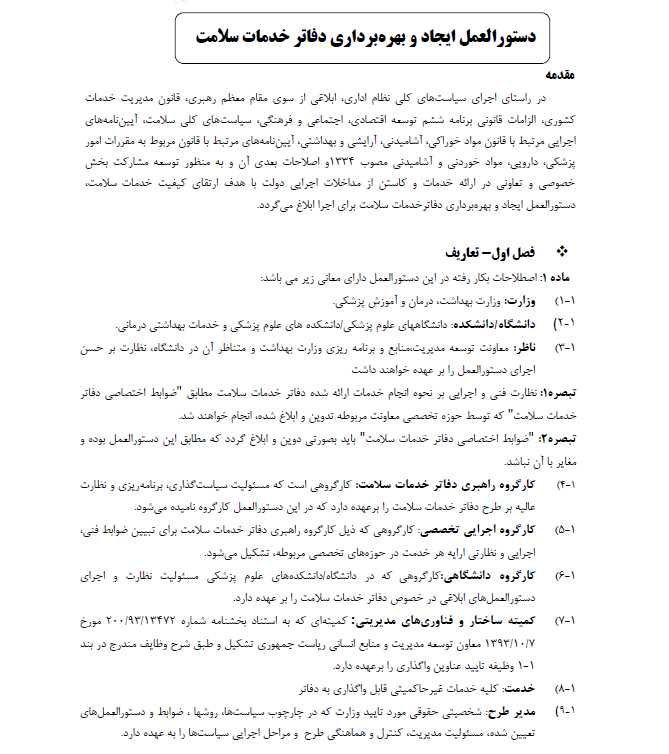 دستورالعمل ایجاد و بهره‌برداری دفاتر خدمات سلامت
مقدمه
در راستای اجرای سیاست‌های کلی نظام اداری، ابلاغی از سوی مقام معظم رهبری، قانون مدیریت خدمات
کشوری، الزامات قانونی برنامه ششم توسعه اقتصادی، اجتماعی و فرهنگی، سیاست‌های کلی سلامت، آیین‌نامه‌های
اجرایی مرتبط با قانون مواد خوراکی، آشامیدنی، آرایشی و بهداشتی، آیین‌نامه‌های مرتبط با قانون مربوط به مقررات امور
پزشکی، دارویی، مواد خوردنی و آشامیدنی مصوب ۱۳۳۴و اصلاحات بعدی آن و به منظور توسعه مشارکت بخش
خصوصی و تعاونی در ارائه خدمات و کاستن از مداخلات اجرایی دولت با هدف ارتقای کیفیت خدمات سلامت،
دستورالعمل ایجاد و بهره‌برداری دفاترخدمات سلامت برای اجرا ابلاغ می‌گردد.
❖ فصل اول– تعاریف
ماده ۱: اصطلاحات بکار رفته در این دستورالعمل دارای معانی زیر می باشد:
۱-۱) وزارت: وزارت بهداشت، درمان و آموزش پزشکی.
۱-۲) دانشگاه/دانشکده: دانشگاههای علوم پزشکی/دانشکده های علوم پزشکی و خدمات بهداشتی درمانی.
۱-۳) ناظر: معاونت توسعه مدیریت،منابع و برنامه ریزی وزارت بهداشت و متناظر آن در دانشگاه، نظارت بر حسن
اجرای دستورالعمل را بر عهده خواهند داشت
تبصره۱: نظارت فنی و اجرایی بر نحوه انجام خدمات ارائه شده دفاتر خدمات سلامت مطابق "ضوابط اختصاصی دفاتر
خدمات سلامت" که توسط حوزه تخصصی معاونت مربوطه تدوین و ابلاغ شده، انجام خواهند شد.
تبصره۲: "ضوابط اختصاصی دفاتر خدمات سلامت" باید بصورتی دوین و ابلاغ گردد که مطابق این دستورالعمل بوده و
مغایر با آن نباشد.
۱-۴) کارگروه راهبری دفاتر خدمات سلامت: کارگروهی است که مسئولیت سیاست‌گذاری، برنامه‌ریزی و نظارت
عالیه بر طرح دفاتر خدمات سلامت را برعهده دارد که در این دستورالعمل کارگروه نامیده می‌شود.
۱-۵) کارگروه اجرایی تخصصی: کارگروهی که ذیل کارگروه راهبری دفاتر خدمات سلامت برای تبیین ضوابط فنی،
اجرایی و نظارتی ارایه هر خدمت در حوزه‌های تخصصی مربوطه، تشکیل می‌شود.
۱-۶) کارگروه دانشگاهی:کارگروهی که در دانشگاه/دانشکده‌های علوم پزشکی مسئولیت نظارت و اجرای
دستورالعمل‌های ابلاغی در خصوص دفاتر خدمات سلامت را بر عهده دارد.
۱-۷) کمیته ساختار و فناوری‌های مدیریتی: کمیته‌ای که به استناد بخشنامه شماره ۲۰۰/۹۳/۱۳۴۷۲ مورخ
۱۳۹۳/۱۰/۷ معاون توسعه مدیریت و منابع انسانی ریاست جمهوری تشکیل و طبق شرح وظایف مندرج در بند
۱-۱ وظیفه تایید عناوین واگذاری را برعهده دارد.
۱-۸) خدمت: کلیه خدمات غیرحاکمیتی قابل واگذاری به دفاتر
۱-۹) مدیر طرح: شخصیتی حقوقی مورد تایید وزارت که در چارچوب سیاست‌ها، روشها ، ضوابط و دستورالعمل‌های
تعیین شده، مسئولیت مدیریت، کنترل و هماهنگی طرح و مراحل اجرایی سیاست‌ها را به عهده دارد.